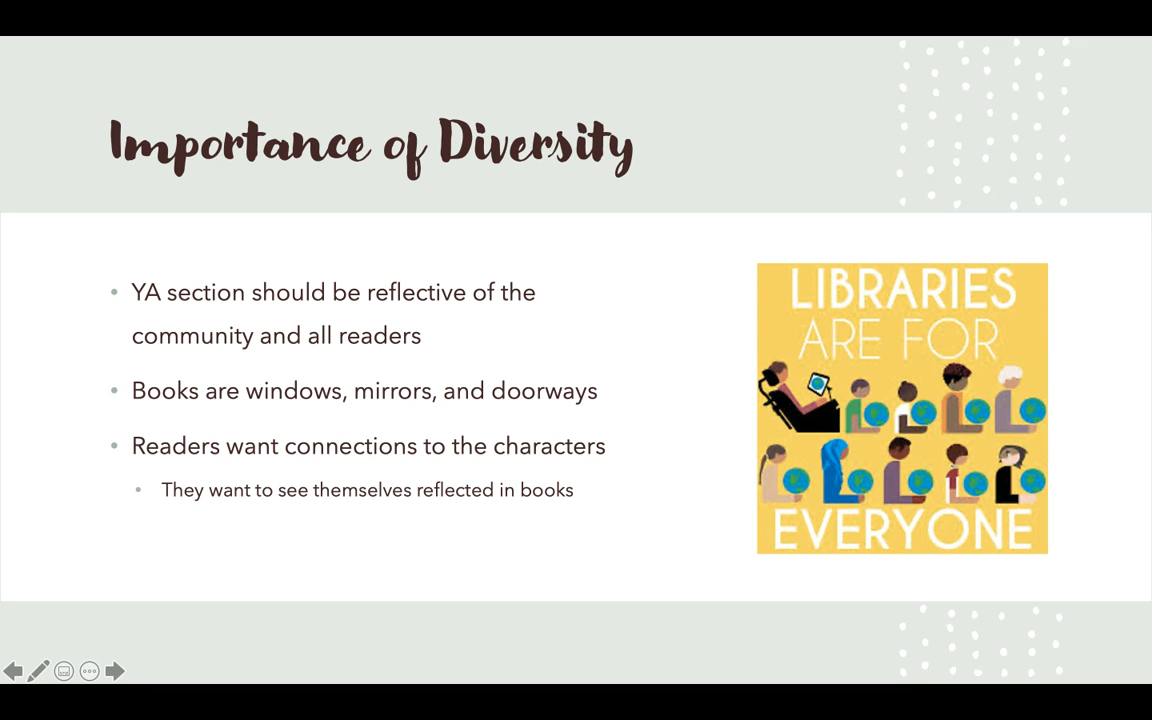 Importance of Diversity
• YA section should be reflective of the
community and all readers
• Books are windows, mirrors, and doorways
• Readers want connections to the characters
• They want to see themselves reflected in books
LIBRARIES
ARE FOR
EVERYONE